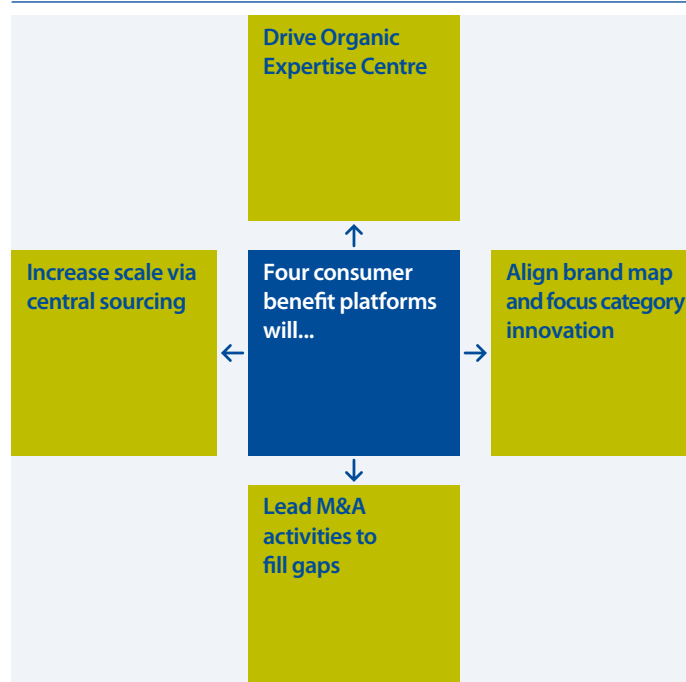 Drive Organic
Expertise Centre
Increase scale via
central sourcing
Four consumer
benefit platforms
will...
Align brand map
and focus category
innovation
Lead M&A
activities to
fill gaps